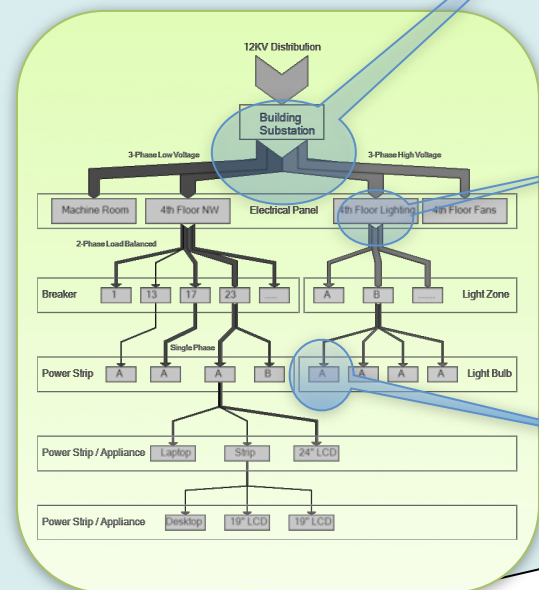 12KV Distribution
Building
Substation
3-Phase Low Voltage
3-Phase High Voltage
Machine Room
4th Floor NW
Electrical Panel
4th Floor Lighting
4th Floor Fans
2-Phase Load Balanced
Breaker
1
13
17
23
.....
A
B
.......
Light Zone
Single Phase
Power Strip
A
A
A
B
A
A
A
A
Light Bulb
Power Strip / Appliance
Laptop
Strip
24" LCD
Power Strip / Appliance
Desktop
19" LCD
19" LCD